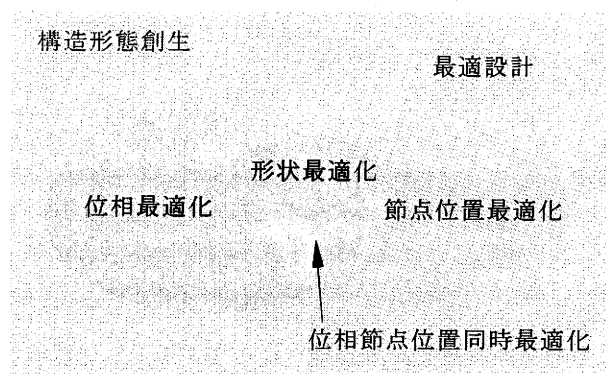 構造形態創生
最適設計
形状最適化
位相最適化
節点位置最適化
位相節点位置同時最適化